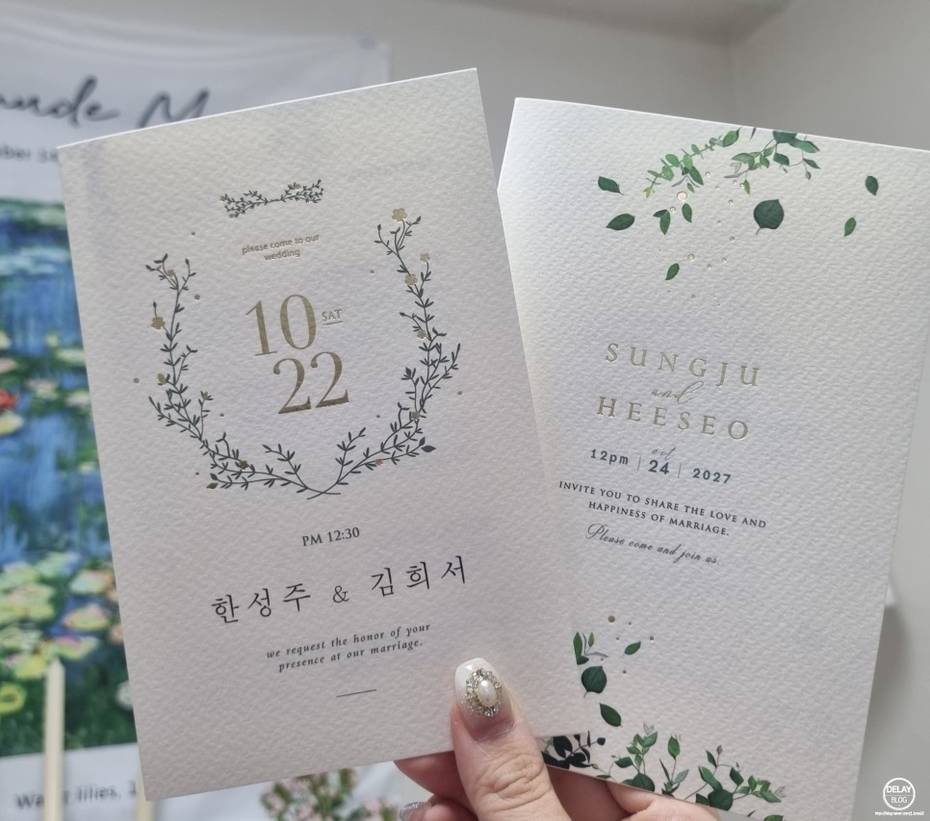 please come to our
wedding
10 SAT
22
PM 12:30
한성주 & 김희서
we request the honor of your
presence at our marriage.
SUNGJU
and
HEESEO
oct
12pm | 24 | 2027
INVITE YOU TO SHARE THE LOVE AND
HAPPINESS OF MARRIAGE.
Please come and join us.
DELAY
BLOG